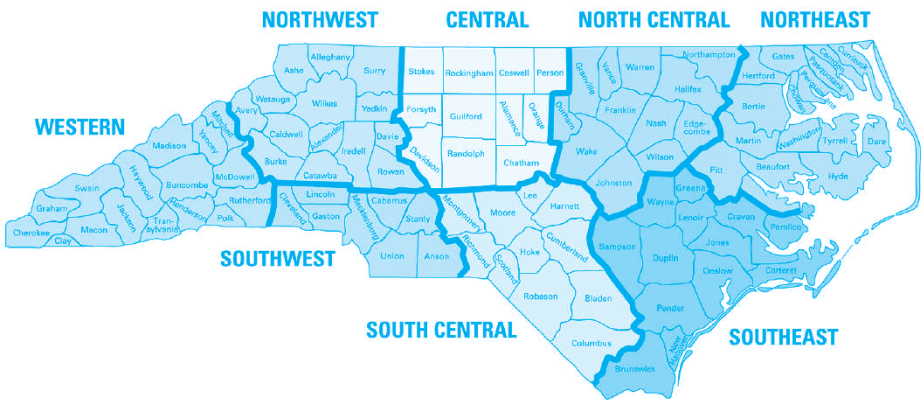 NORTHWEST
CENTRAL
NORTH CENTRAL
NORTHEAST
WESTERN
SOUTHWEST
SOUTH CENTRAL
SOUTHEAST
Cherokee
Graham
Clay
Swain
Macon
Jackson
Haywood
Tran-
sylvania
Madison
Buncombe
Henderson
Yancey
Mitchell
McDowell
Polk
Rutherford
Avery
Watauga
Ashe
Alleghany
Surry
Wilkes
Yadkin
Caldwell
Alexander
Burke
Catawba
Iredell
Davie
Rowan
Cleveland
Lincoln
Gaston
Mecklenburg
Cabarrus
Stanly
Union
Anson
Stokes
Rockingham
Caswell
Person
Forsyth
Guilford
Alamance
Orange
Davidson
Randolph
Chatham
Granville
Vance
Warren
Northampton
Halifax
Durham
Franklin
Nash
Edge-
combe
Wake
Wilson
Johnston
Gates
Hertford
Camden
Currituck
Pasquotank
Perquimans
Chowan
Bertie
Martin
Washington
Tyrrell
Dare
Pitt
Beaufort
Hyde
Montgomery
Moore
Lee
Harnett
Richmond
Scotland
Hoke
Cumberland
Robeson
Bladen
Columbus
Wayne
Greene
Lenoir
Craven
Pamlico
Sampson
Duplin
Jones
Onslow
Carteret
Pender
New
Hanover
Brunswick